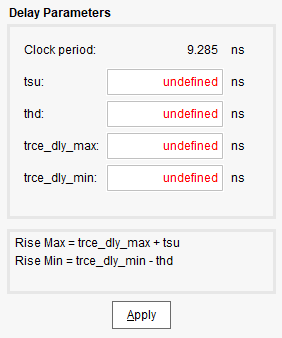 Delay Parameters
Clock period: 9.285 ns
tsu: undefined ns
thd: undefined ns
trce_dly_max: undefined ns
trce_dly_min: undefined ns
Rise Max = trce_dly_max + tsu
Rise Min = trce_dly_min - thd
Apply